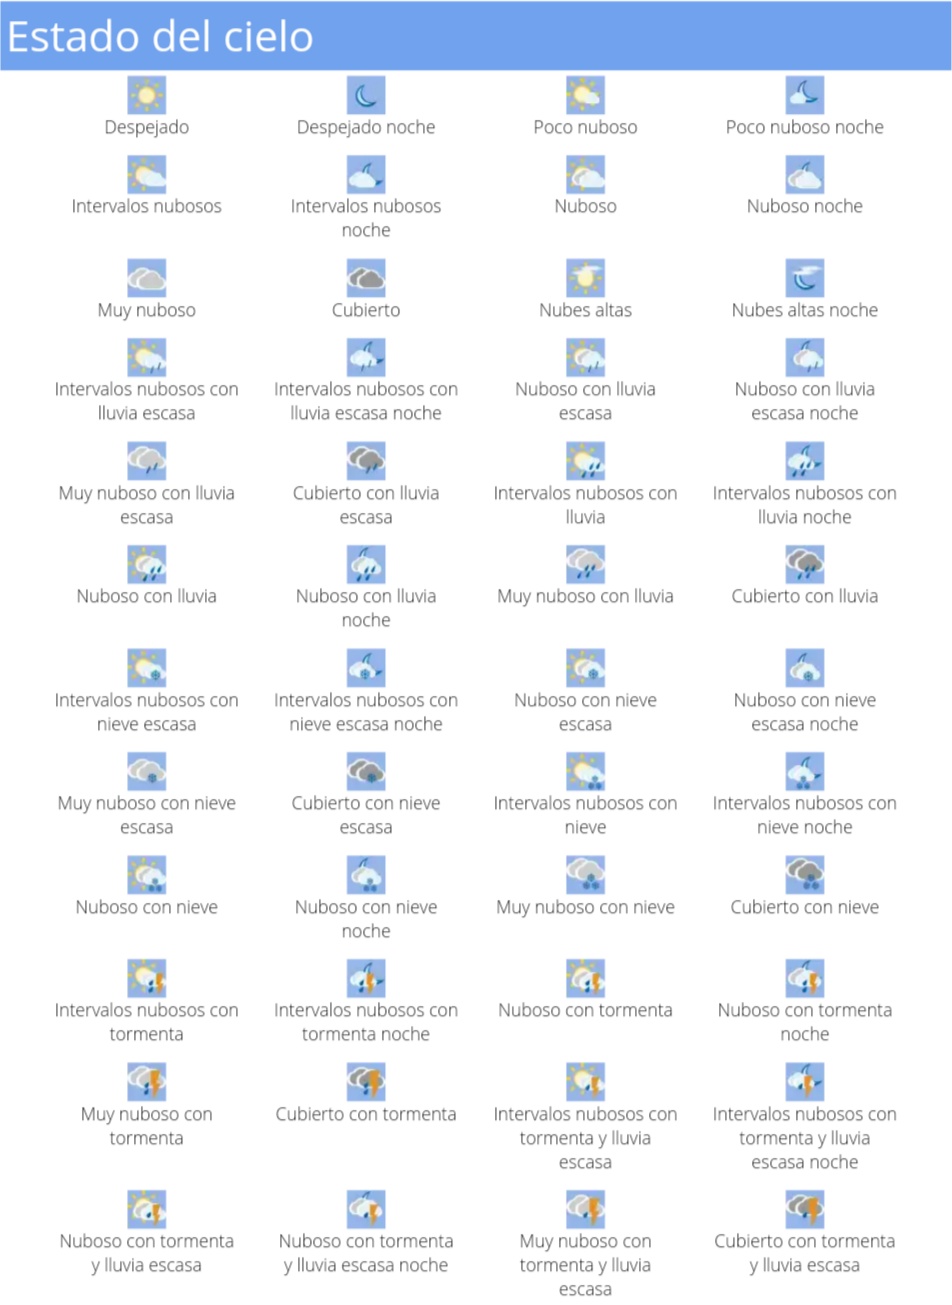 Estado del cielo
Despejado
Despejado noche
Poco nuboso
Poco nuboso noche
Intervalos nubosos
Intervalos nubosos
noche
Nuboso
Nuboso noche
Muy nuboso
Cubierto
Nubes altas
Nubes altas noche
Intervalos nubosos con
lluvia escasa
Intervalos nubosos con
lluvia escasa noche
Nuboso con lluvia
escasa
Nuboso con lluvia
escasa noche
Muy nuboso con lluvia
escasa
Cubierto con lluvia
escasa
Intervalos nubosos con
lluvia
Intervalos nubosos con
lluvia noche
Nuboso con lluvia
Nuboso con lluvia
noche
Muy nuboso con lluvia
Cubierto con lluvia
Intervalos nubosos con
nieve escasa
Intervalos nubosos con
nieve escasa noche
Nuboso con nieve
escasa
Nuboso con nieve
escasa noche
Muy nuboso con nieve
escasa
Cubierto con nieve
escasa
Intervalos nubosos con
nieve
Intervalos nubosos con
nieve noche
Nuboso con nieve
Nuboso con nieve
noche
Muy nuboso con nieve
Cubierto con nieve
Intervalos nubosos con
tormenta
Intervalos nubosos con
tormenta noche
Nuboso con tormenta
Nuboso con tormenta
noche
Muy nuboso con
tormenta
Cubierto con tormenta
Intervalos nubosos con
tormenta y lluvia
escasa
Intervalos nubosos con
tormenta y lluvia
escasa noche
Nuboso con tormenta
y lluvia escasa
Nuboso con tormenta
y lluvia escasa noche
Muy nuboso con
tormenta y lluvia
escasa
Cubierto con tormenta
y lluvia escasa